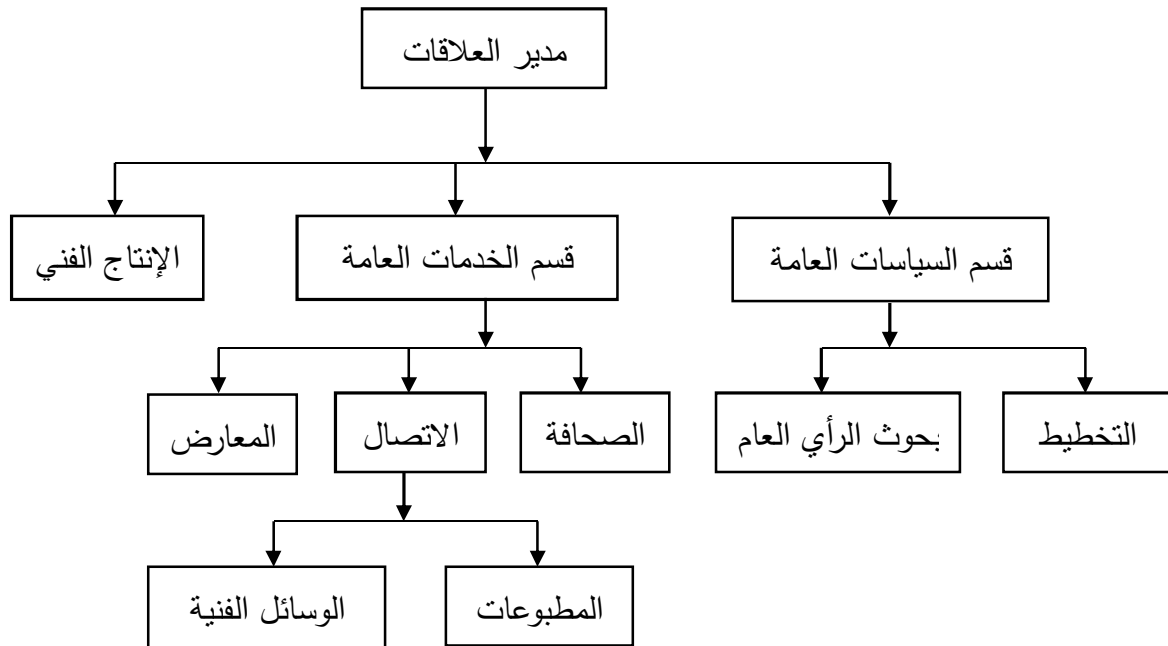 مدير العلاقات
قسم السياسات العامة
قسم الخدمات العامة
الإنتاج الفني
التخطيط
بحوث الرأي العام
الصحافة
الاتصال
المعارض
المطبوعات
الوسائل الفنية